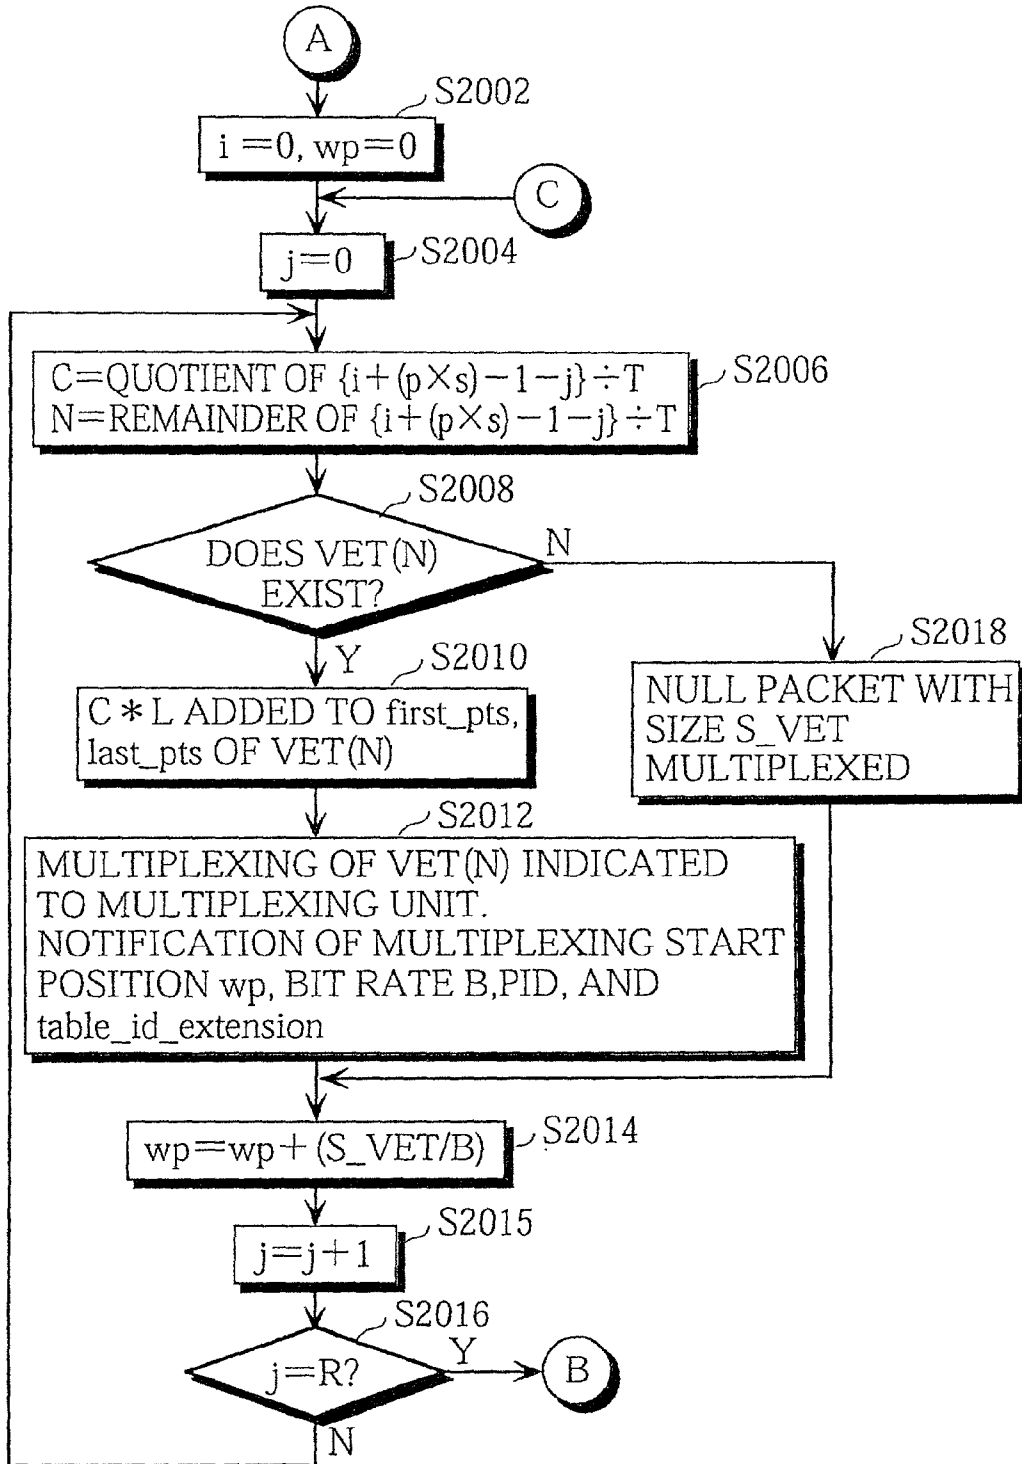 A
S2002
i=0, wp=0
C
S2004
j=0
S2006
C=QUOTIENT OF {i+(p×s)-1-j}÷T
N=REMAINDER OF {i+(p×s)-1-j}÷T
S2008
DOES VET(N)
EXIST?
N
Y
S2010
C*L ADDED TO first_pts,
last_pts OF VET(N)
S2018
NULL PACKET WITH
SIZE S_VET
MULTIPLEXED
S2012
MULTIPLEXING OF VET(N) INDICATED
TO MULTIPLEXING UNIT.
NOTIFICATION OF MULTIPLEXING START
POSITION wp, BIT RATE B,PID, AND
table_id_extension
S2014
wp=wp+(S_VET/B)
S2015
j=j+1
S2016
j=R?
Y
B
N